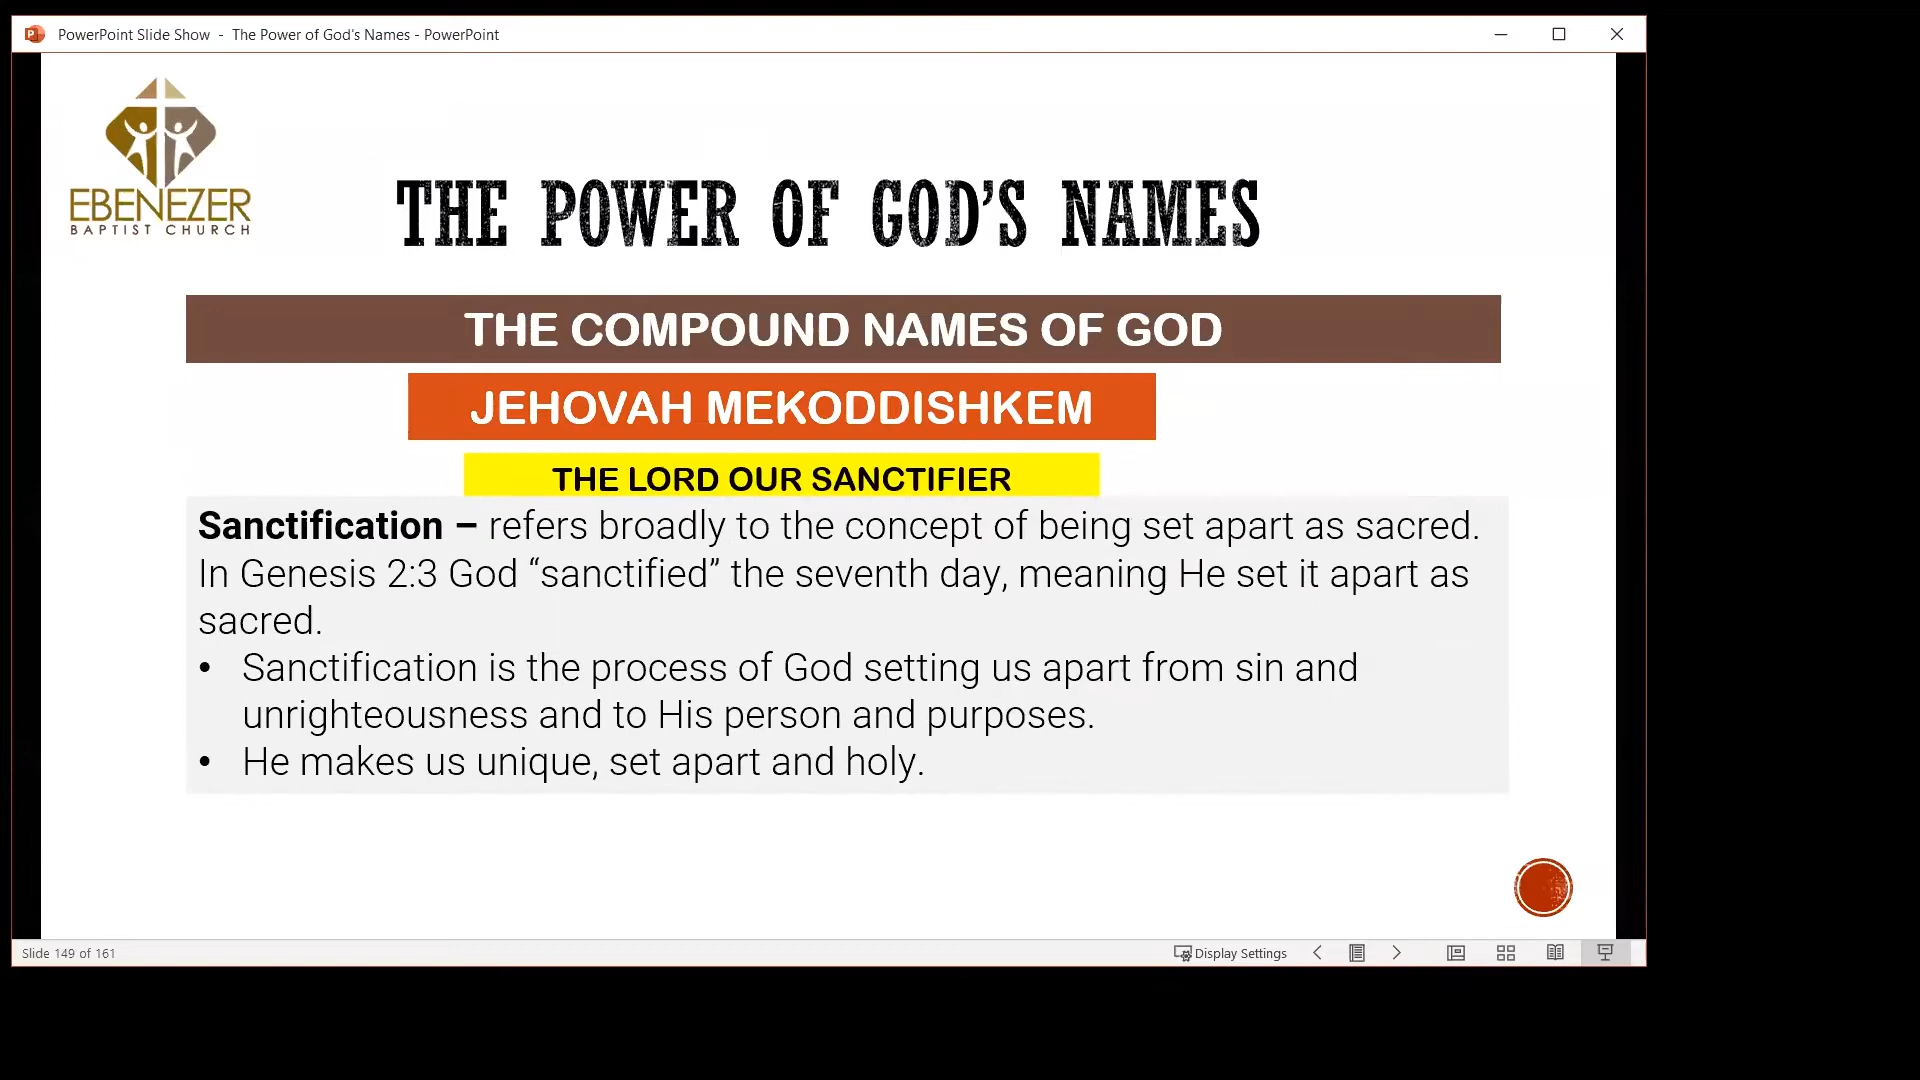 PowerPoint Slide Show - The Power of God's Names - PowerPoint
EBENEZER
BAPTIST CHURCH
THE POWER OF GOD'S NAMES
THE COMPOUND NAMES OF GOD
JEHOVAH MEKODDISHKEM
THE LORD OUR SANCTIFIER
Sanctification – refers broadly to the concept of being set apart as sacred.
In Genesis 2:3 God “sanctified” the seventh day, meaning He set it apart as
sacred.
• Sanctification is the process of God setting us apart from sin and
unrighteousness and to His person and purposes.
• He makes us unique, set apart and holy.
Slide 149 of 161
Display Settings